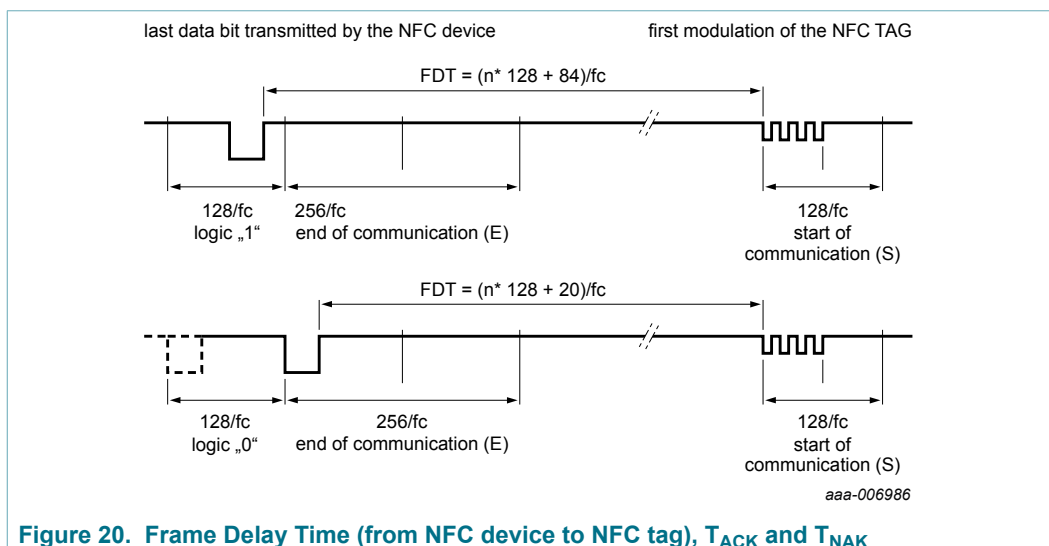 last data bit transmitted by the NFC device first modulation of the NFC TAG
FDT = (n* 128 + 84)/fc
128/fc 256/fc 128/fc
logic „1“ end of communication (E) start of
communication (S)
FDT = (n* 128 + 20)/fc
128/fc 256/fc 128/fc
logic „0“ end of communication (E) start of
communication (S)
aaa-006986
Figure 20. Frame Delay Time (from NFC device to NFC tag), TACK and TNAK